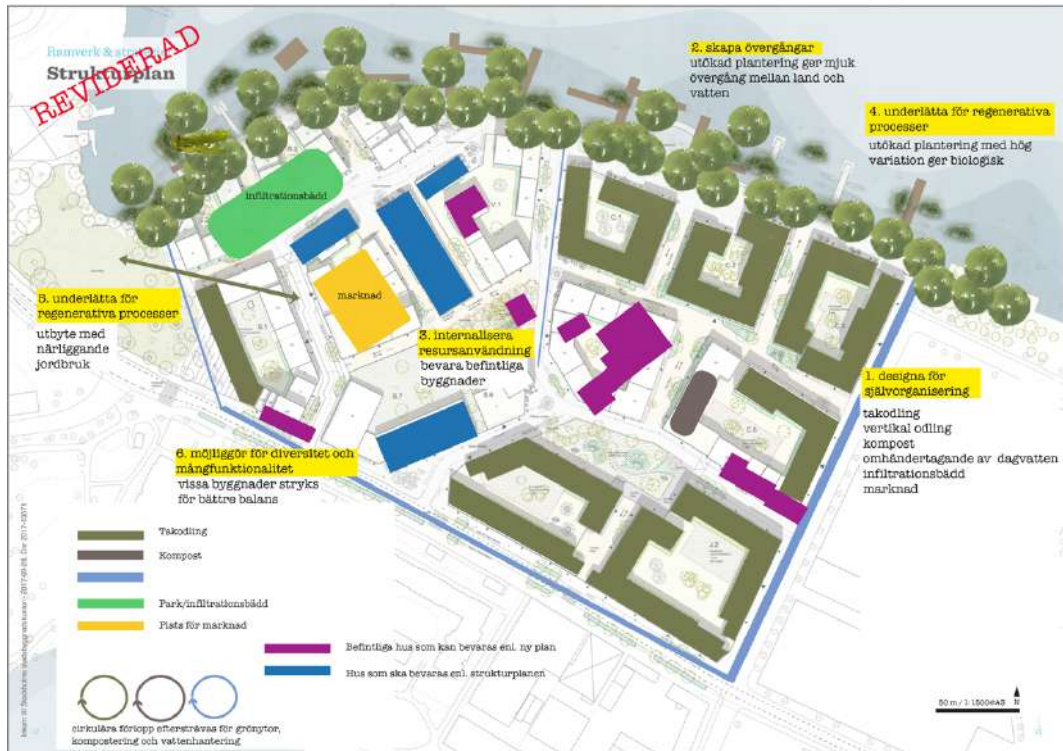 Ramverk & strategier
Strukturplan
REVIDERAD
2. skapa övergångar
utökad plantering ger mjuk
övergång mellan land och
vatten
4. underlätta för regenerativa
processer
utökad plantering med hög
variation ger biologisk
infiltrationsbädd
marknad
5. underlätta för
regenerativa processer
utbyte med
närliggande
jordbruk
3. internalisera
resursanvändning
bevara befintliga
byggnader
1. designa för
självorganisering
takodling
vertikal odling
kompost
omhändertagande av dagvatten
infiltrationsbädd
marknad
6. möjliggör för diversitet och
mångfunktionalitet
vissa byggnader stryks
för bättre balans
Takodling
Kompost
Park/infiltrationsbädd
Plats för marknad
Befintliga hus som kan bevaras enl. ny plan
Hus som ska bevaras enl. strukturplanen
cirkulära förlopp eftersträvas för grönytor,
kompostering och vattenhantering
50 m / 1:1500@A3 N